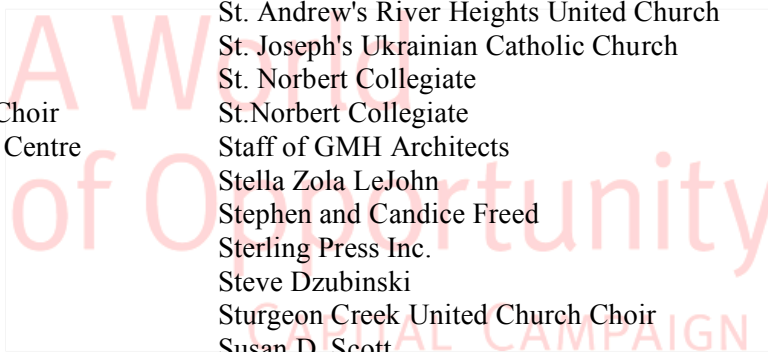 A World
of Opportunity
CAPITAL CAMPAIGN
Choir
Centre
St. Andrew's River Heights United Church
St. Joseph's Ukrainian Catholic Church
St. Norbert Collegiate
St.Norbert Collegiate
Staff of GMH Architects
Stella Zola LeJohn
Stephen and Candice Freed
Sterling Press Inc.
Steve Dzubinski
Sturgeon Creek United Church Choir
Susan D. Scott